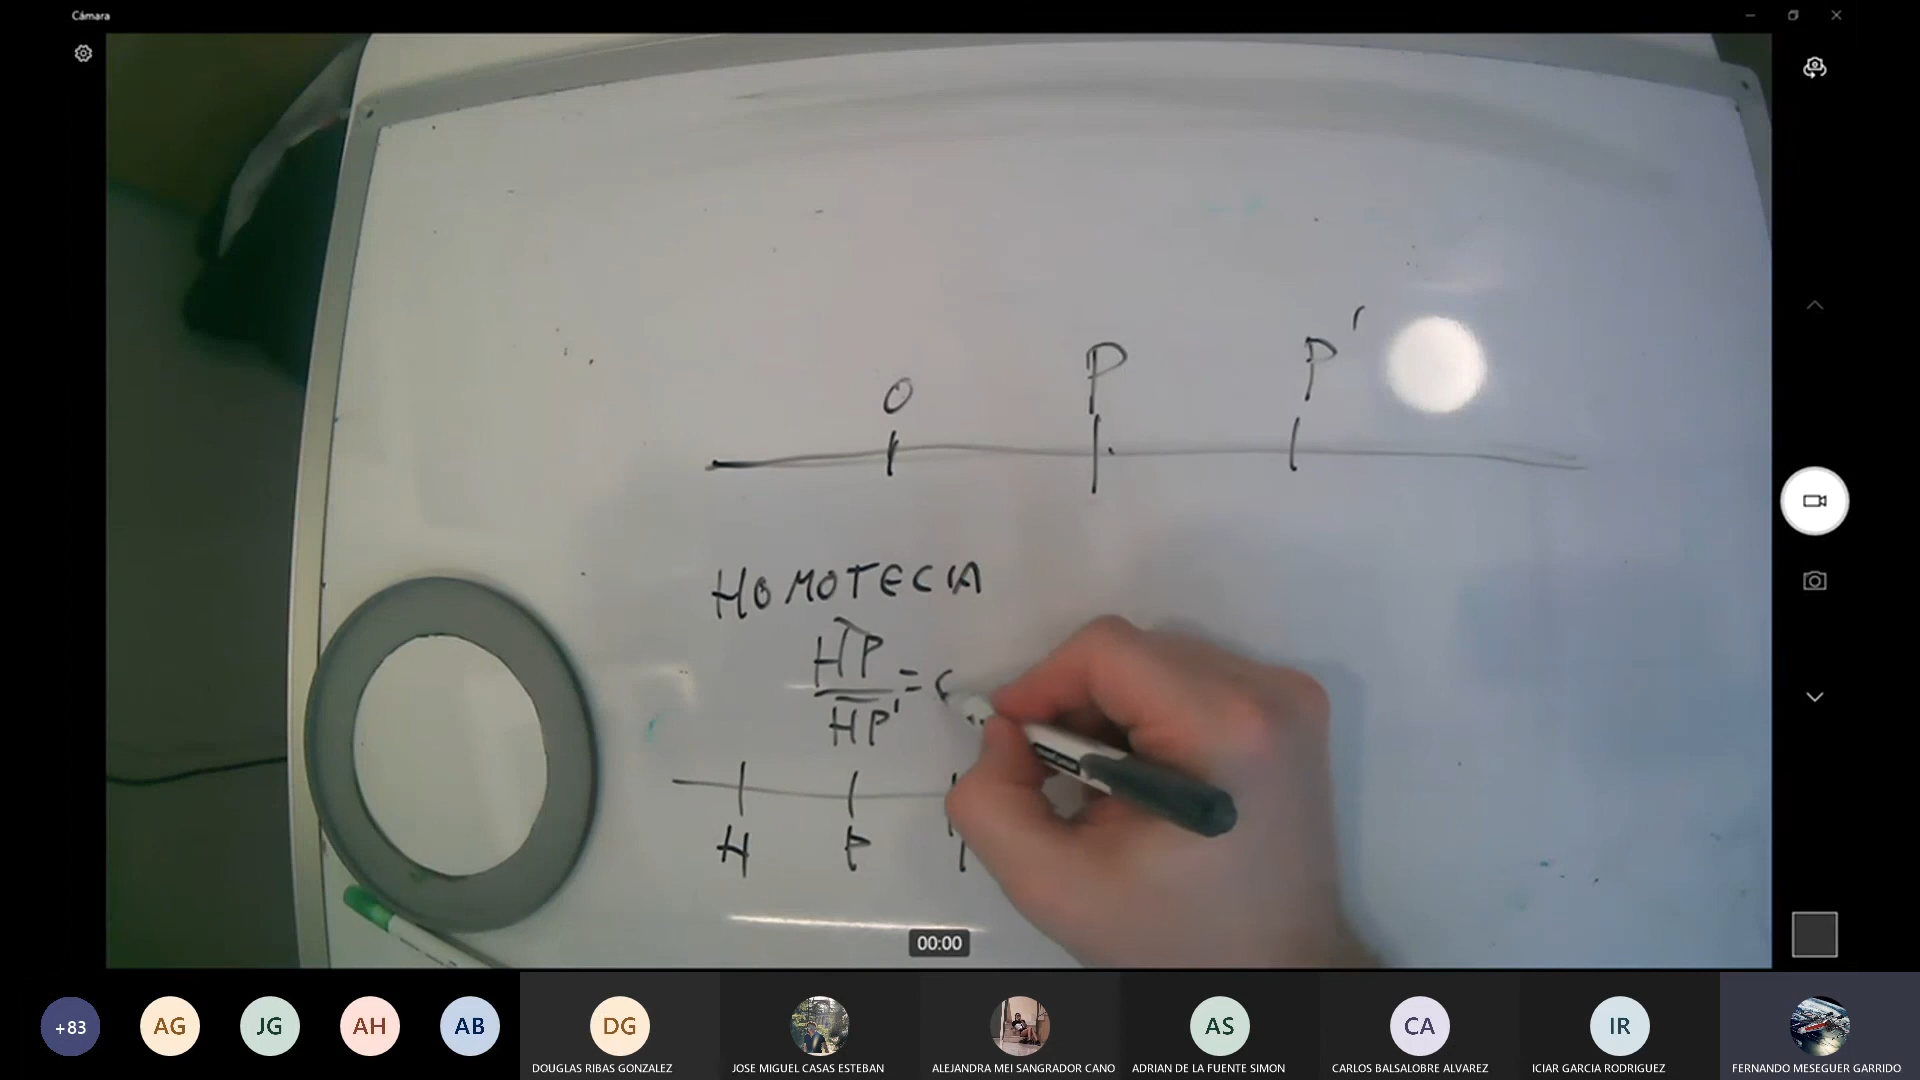 Cámara
O P P'
HOMOTECIA
HP
HP' =
H P
00:00
+83 AG JG AH AB DG AS CA IR
DOUGLAS RIBAS GONZALEZ JOSE MIGUEL CASAS ESTEBAN ALEJANDRA MEI SANGRADOR CANO ADRIAN DE LA FUENTE SIMON CARLOS BALSALOBRE ALVAREZ ICIAR GARCIA RODRIGUEZ FERNANDO MESEGUER GARRIDO